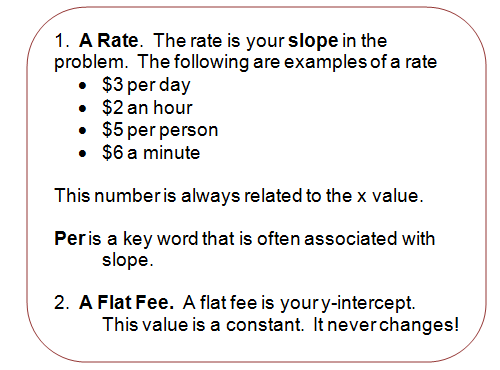 1. A Rate. The rate is your slope in the
problem. The following are examples of a rate
• $3 per day
• $2 an hour
• $5 per person
• $6 a minute
This number is always related to the x value.
Per is a key word that is often associated with
slope.
2. A Flat Fee. A flat fee is your y-intercept.
This value is a constant. It never changes!